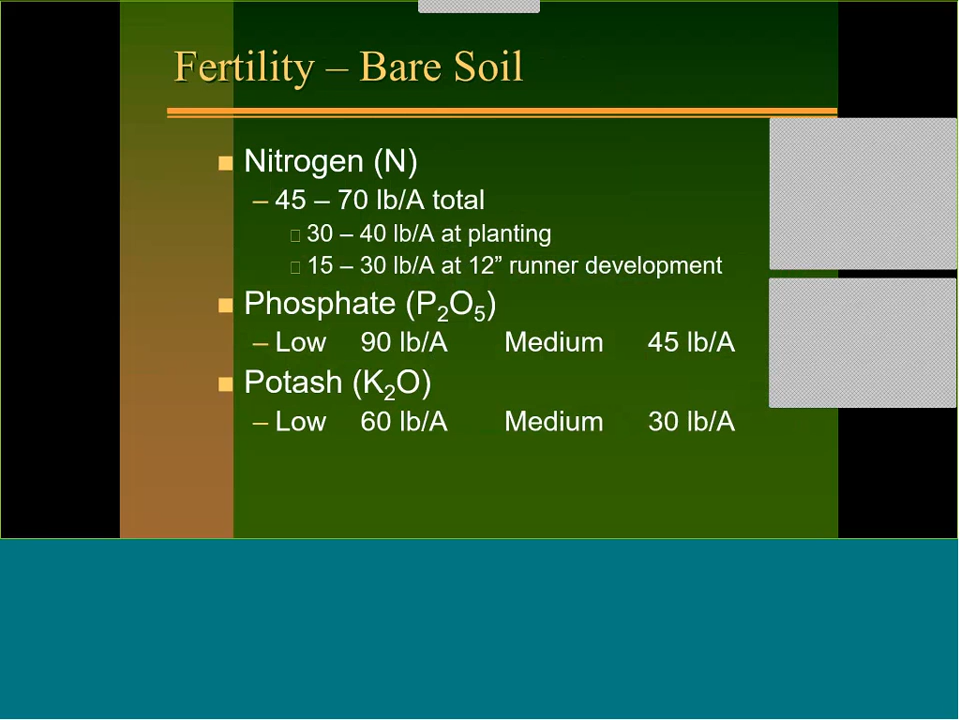 Fertility – Bare Soil
Nitrogen (N)
– 45 – 70 lb/A total
30 – 40 lb/A at planting
15 – 30 lb/A at 12” runner development
Phosphate (P₂O₅)
– Low 90 lb/A Medium 45 lb/A
Potash (K₂O)
– Low 60 lb/A Medium 30 lb/A